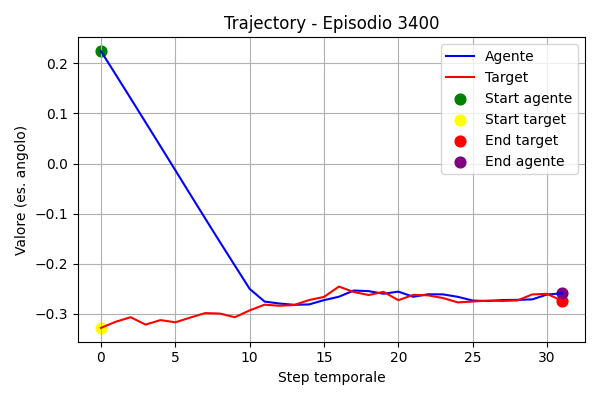 Trajectory - Episodio 3400
Valore (es. angolo)
0.2
0.1
0.0
−0.1
−0.2
−0.3
0
5
10
15
20
25
30
Step temporale
Agente
Target
Start agente
Start target
End target
End agente